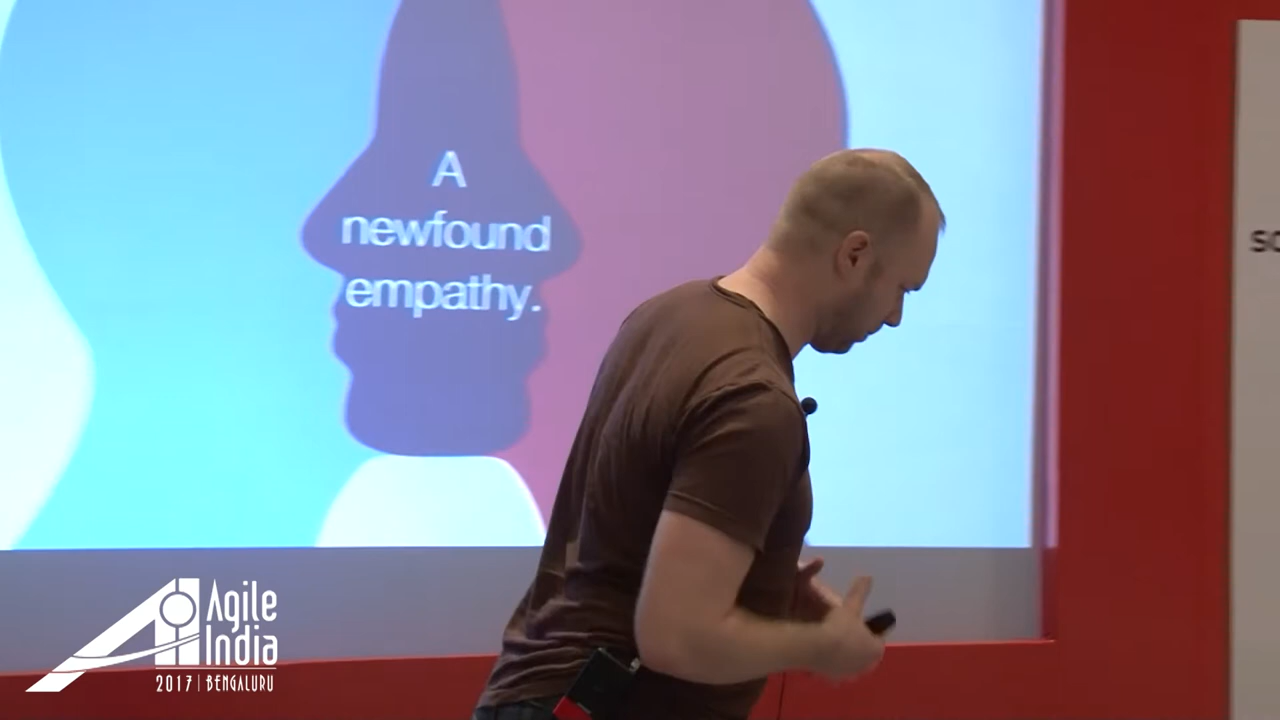 A
newfound
empathy.
Agile
India
2017 | BENGALURU